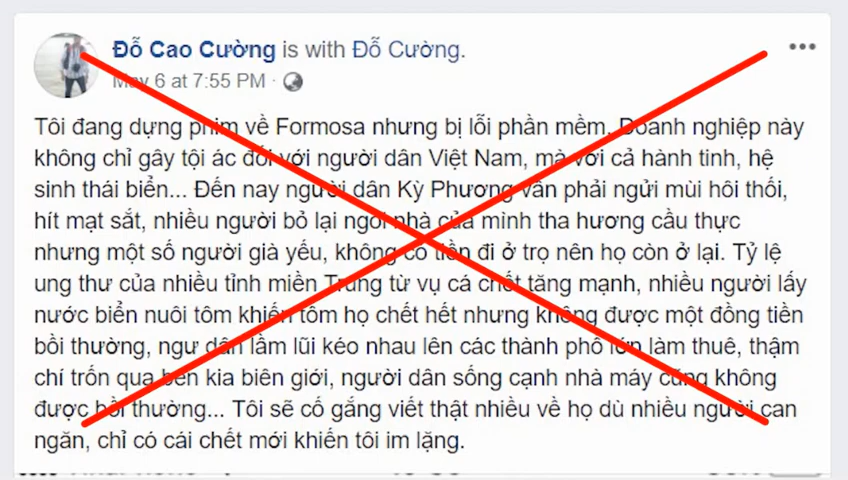 Đỗ Cao Cường is with Đỗ Cường.
May 6 at 7:55 PM ·
Tôi đang dựng phim về Formosa nhưng bị lỗi phần mềm. Doanh nghiệp này
không chỉ gây tội ác đối với người dân Việt Nam, mà với cả hành tinh, hệ
sinh thái biển... Đến nay người dân Kỳ Phương vẫn phải ngửi mùi hôi thối,
hít mạt sắt, nhiều người bỏ lại ngôi nhà của mình tha hương cầu thực
nhưng một số người già yếu, không có tiền đi ở trọ nên họ còn ở lại. Tỷ lệ
ung thư của nhiều tỉnh miền Trung từ vụ cá chết tăng mạnh, nhiều người lấy
nước biển nuôi tôm khiến tôm họ chết hết nhưng không được một đồng tiền
bồi thường, ngư dân lầm lũi kéo nhau lên các thành phố lớn làm thuê, thậm
chí trốn qua bên kia biên giới, người dân sống cạnh nhà máy cũng không
được bồi thường... Tôi sẽ cố gắng viết thật nhiều về họ dù nhiều người can
ngăn, chỉ có cái chết mới khiến tôi im lặng.